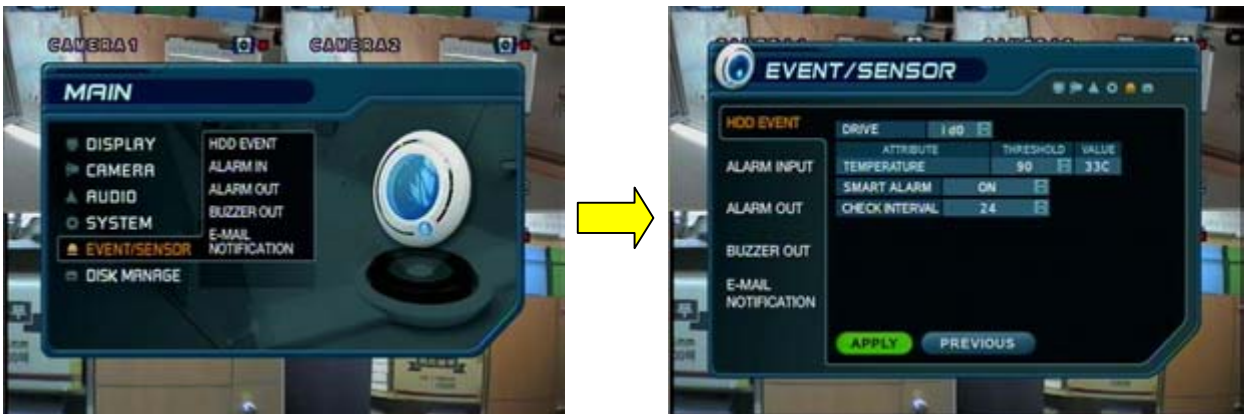 CAMERA1
CAMERA2
MAIN
DISPLAY
CAMERA
AUDIO
SYSTEM
EVENT/SENSOR
DISK MANAGE
HDD EVENT
ALARM IN
ALARM OUT
BUZZER OUT
E-MAIL
NOTIFICATION
EVENT/SENSOR
HDD EVENT
ALARM INPUT
ALARM OUT
BUZZER OUT
E-MAIL
NOTIFICATION
DRIVE id0
ATTRIBUTE THRESHOLD VALUE
TEMPERATURE 90 33C
SMART ALARM ON
CHECK INTERVAL 24
APPLY PREVIOUS